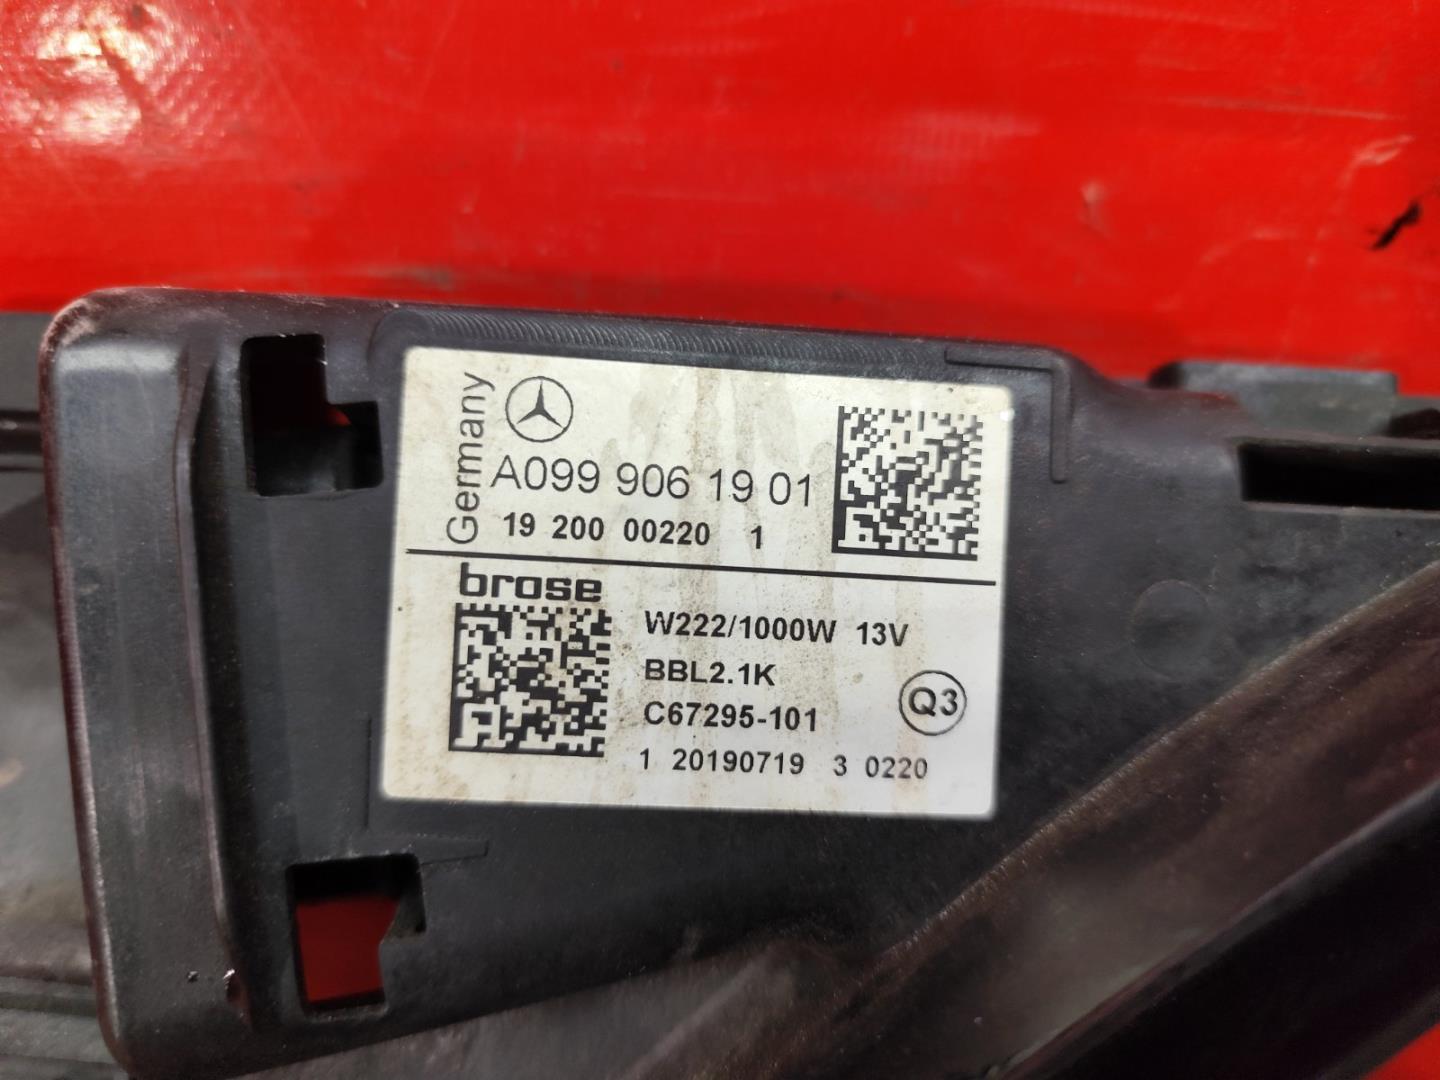 Germany
A099 906 19 01
19 200 00220 1
brose
W222/1000W 13V
BBL2.1K
C67295-101
Q3
1 20190719 3 0220